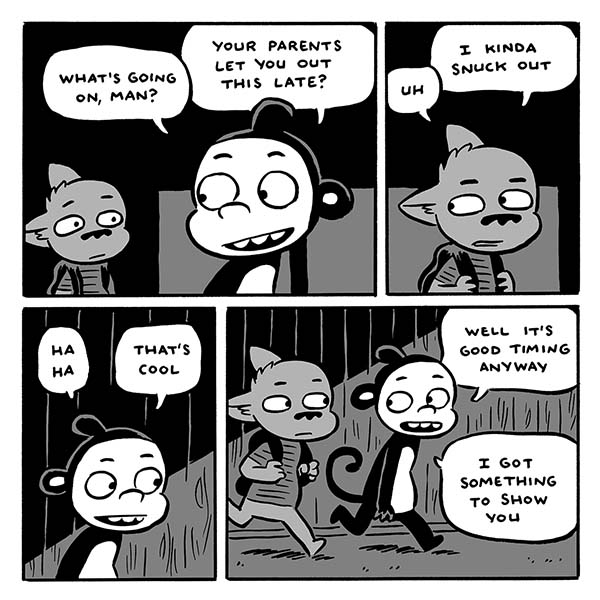 WHAT'S GOING
ON, MAN?
YOUR PARENTS
LET YOU OUT
THIS LATE?
UH
I KINDA
SNUCK OUT
HA
HA
THAT'S
COOL
WELL IT'S
GOOD TIMING
ANYWAY
I GOT
SOMETHING
TO SHOW
YOU